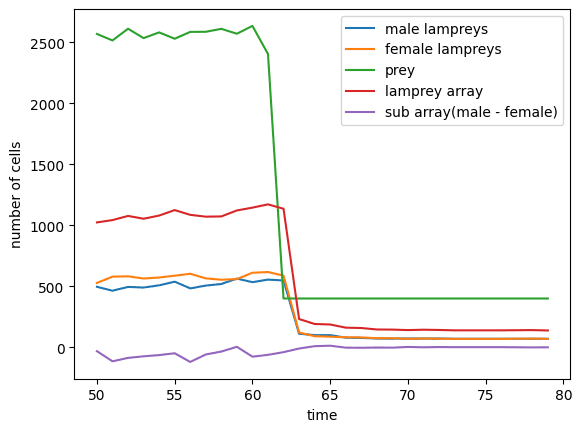 male lampreys
female lampreys
prey
lamprey array
sub array(male - female)
number of cells
2500
2000
1500
1000
500
0
50
55
60
65
70
75
80
time